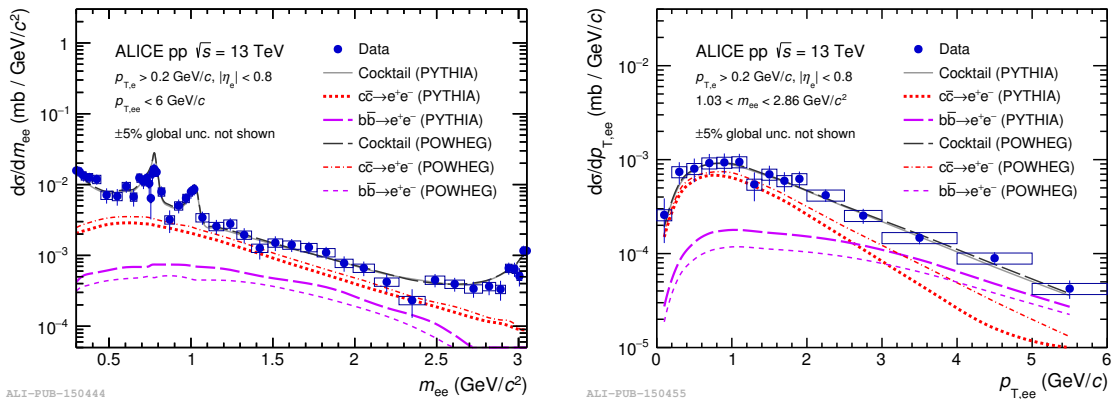 dσ/dm_ee (mb / GeV/c²)
1
10⁻¹
10⁻²
10⁻³
10⁻⁴
ALICE pp √s = 13 TeV
p_T,e > 0.2 GeV/c, |η_e| < 0.8
p_T,ee < 6 GeV/c
±5% global unc. not shown
Data
Cocktail (PYTHIA)
cc̄→e⁺e⁻ (PYTHIA)
bb̄→e⁺e⁻ (PYTHIA)
Cocktail (POWHEG)
cc̄→e⁺e⁻ (POWHEG)
bb̄→e⁺e⁻ (POWHEG)
0.5 1 1.5 2 2.5 3
m_ee (GeV/c²)
ALI-PUB-150444
dσ/dp_T,ee (mb / GeV/c)
10⁻¹
10⁻²
10⁻³
10⁻⁴
10⁻⁵
ALICE pp √s = 13 TeV
p_T,e > 0.2 GeV/c, |η_e| < 0.8
1.03 < m_ee < 2.86 GeV/c²
±5% global unc. not shown
Data
Cocktail (PYTHIA)
cc̄→e⁺e⁻ (PYTHIA)
bb̄→e⁺e⁻ (PYTHIA)
Cocktail (POWHEG)
cc̄→e⁺e⁻ (POWHEG)
bb̄→e⁺e⁻ (POWHEG)
0 1 2 3 4 5 6
p_T,ee (GeV/c)
ALI-PUB-150455